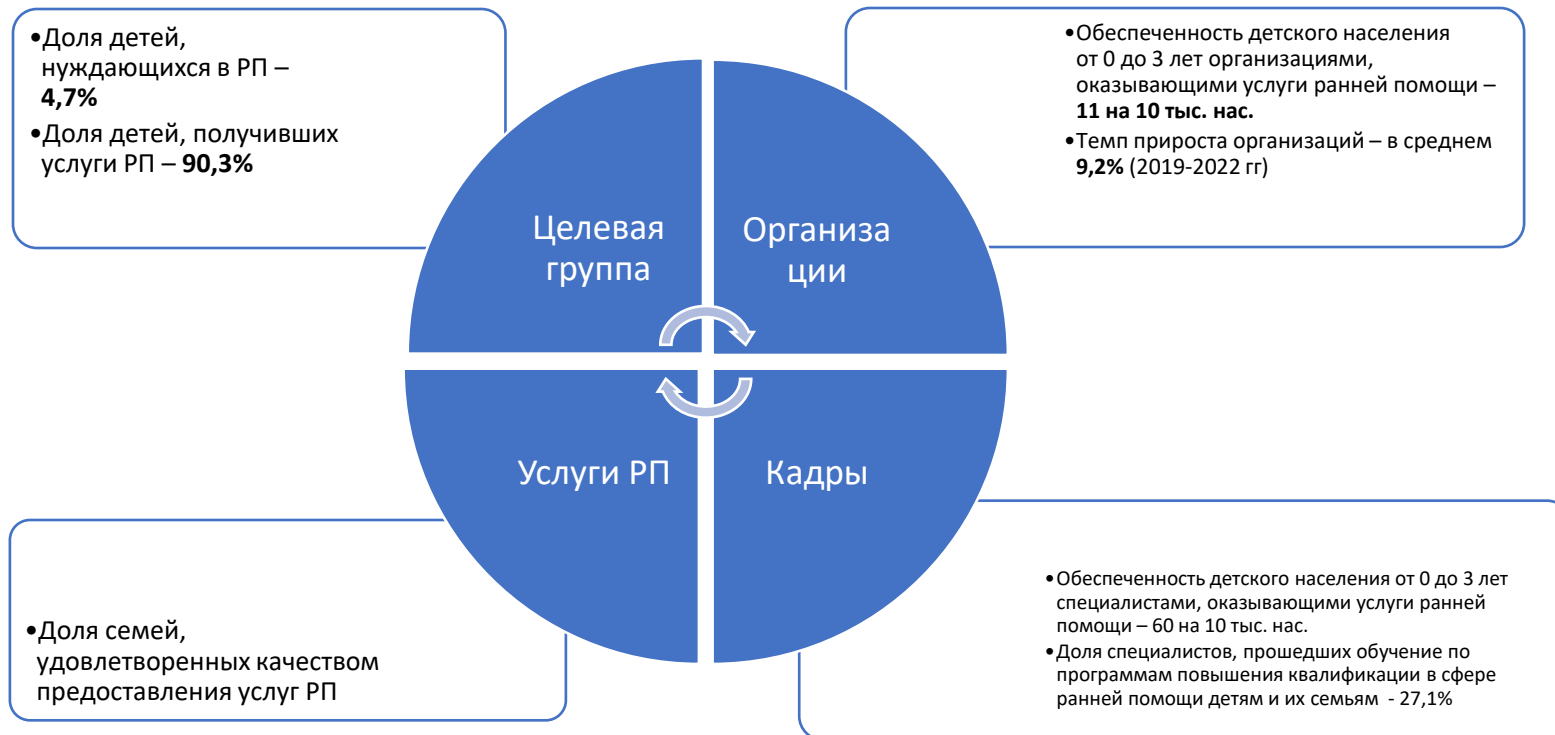 •Доля детей,
нуждающихся в РП –
4,7%
•Доля детей, получивших
услуги РП – 90,3%
•Обеспеченность детского населения
от 0 до 3 лет организациями,
оказывающими услуги ранней помощи –
11 на 10 тыс. нас.
•Темп прироста организаций – в среднем
9,2% (2019-2022 гг)
Целевая
группа
Организа
ции
Услуги РП
Кадры
•Доля семей,
удовлетворенных качеством
предоставления услуг РП
•Обеспеченность детского населения от 0 до 3 лет
специалистами, оказывающими услуги ранней
помощи – 60 на 10 тыс. нас.
•Доля специалистов, прошедших обучение по
программам повышения квалификации в сфере
ранней помощи детям и их семьям - 27,1%